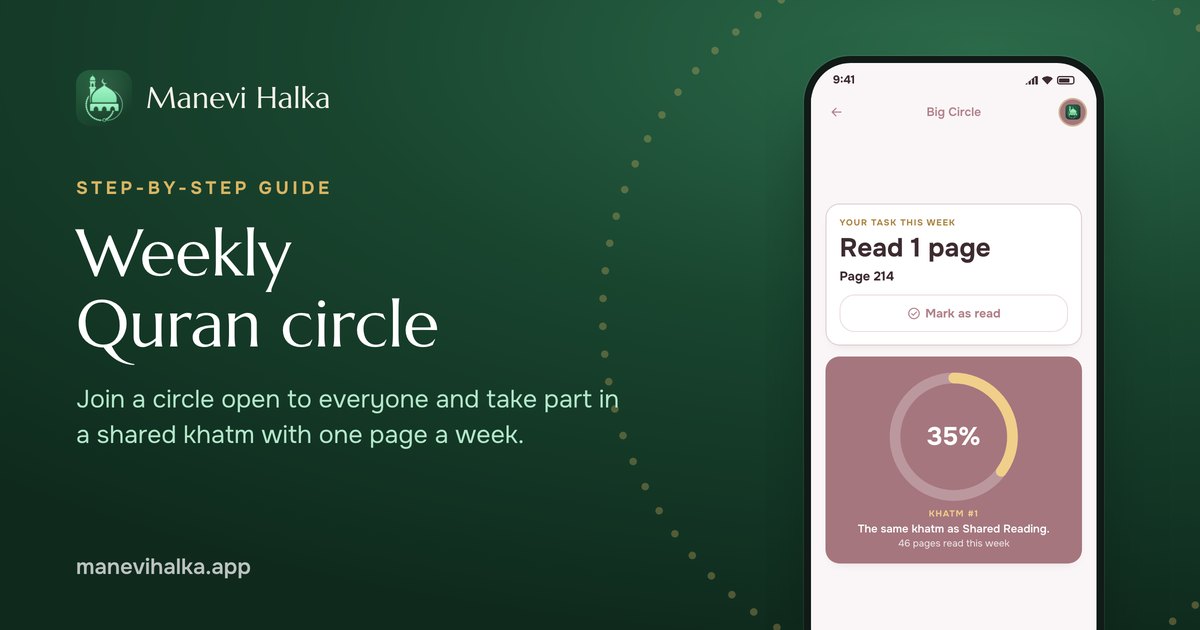 Manevi Halka
STEP-BY-STEP GUIDE
Weekly
Quran circle
Join a circle open to everyone and take part in
a shared khatm with one page a week.
manevihalka.app
9:41
Big Circle
YOUR TASK THIS WEEK
Read 1 page
Page 214
Mark as read
35%
KHATM #1
The same khatm as Shared Reading.
46 pages read this week